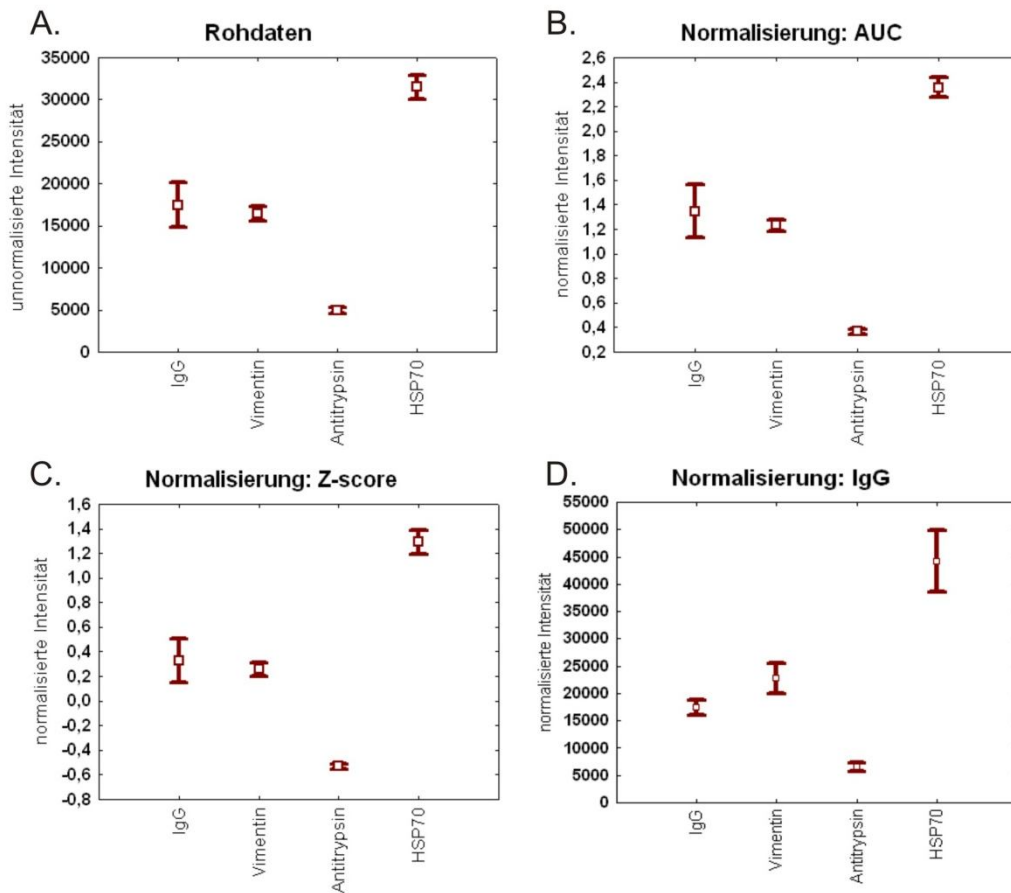 A.
Rohdaten
unnormalisierte Intensität
35000
30000
25000
20000
15000
10000
5000
0
IgG
Vimentin
Antitrypsin
HSP70
B.
Normalisierung: AUC
normalisierte Intensität
2,6
2,4
2,2
2,0
1,8
1,6
1,4
1,2
1,0
0,8
0,6
0,4
0,2
IgG
Vimentin
Antitrypsin
HSP70
C.
Normalisierung: Z-score
normalisierte Intensität
1,6
1,4
1,2
1,0
0,8
0,6
0,4
0,2
0,0
-0,2
-0,4
-0,6
-0,8
IgG
Vimentin
Antitrypsin
HSP70
D.
Normalisierung: IgG
normalisierte Intensität
55000
50000
45000
40000
35000
30000
25000
20000
15000
10000
5000
0
IgG
Vimentin
Antitrypsin
HSP70